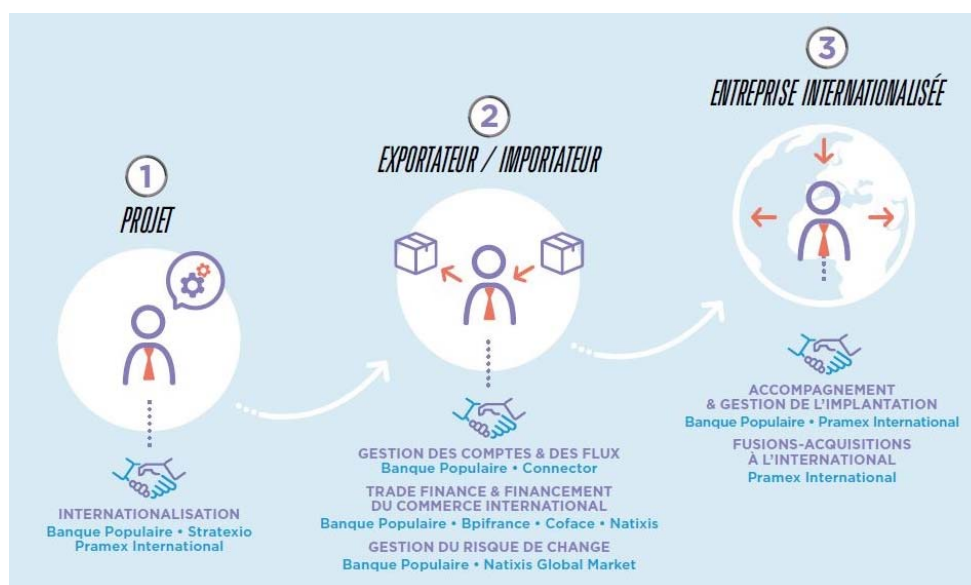 1
PROJET
INTERNATIONALISATION
Banque Populaire • Stratexio
Pramex International
2
EXPORTATEUR / IMPORTATEUR
GESTION DES COMPTES & DES FLUX
Banque Populaire • Connector
TRADE FINANCE & FINANCEMENT
DU COMMERCE INTERNATIONAL
Banque Populaire • Bpifrance • Coface • Natixis
GESTION DU RISQUE DE CHANGE
Banque Populaire • Natixis Global Market
3
ENTREPRISE INTERNATIONALISÉE
ACCOMPAGNEMENT
& GESTION DE L'IMPLANTATION
Banque Populaire • Pramex International
FUSIONS-ACQUISITIONS
À L'INTERNATIONAL
Pramex International